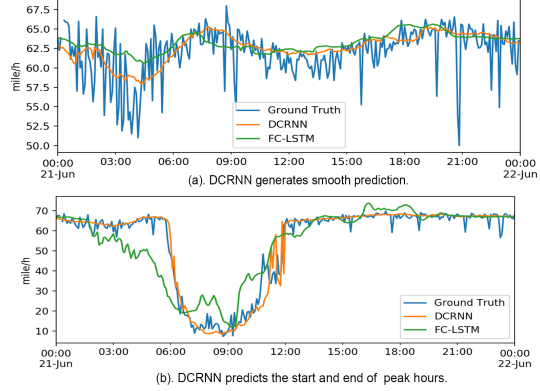 67.5
65.0
62.5
60.0
57.5
55.0
52.5
50.0
mile/h
Ground Truth
DCRNN
FC-LSTM
00:00 03:00 06:00 09:00 12:00 15:00 18:00 21:00 00:00
21-Jun 22-Jun
(a). DCRNN generates smooth prediction.
70
60
50
40
30
20
10
mile/h
Ground Truth
DCRNN
FC-LSTM
00:00 03:00 06:00 09:00 12:00 15:00 18:00 21:00 00:00
21-Jun 22-Jun
(b). DCRNN predicts the start and end of peak hours.